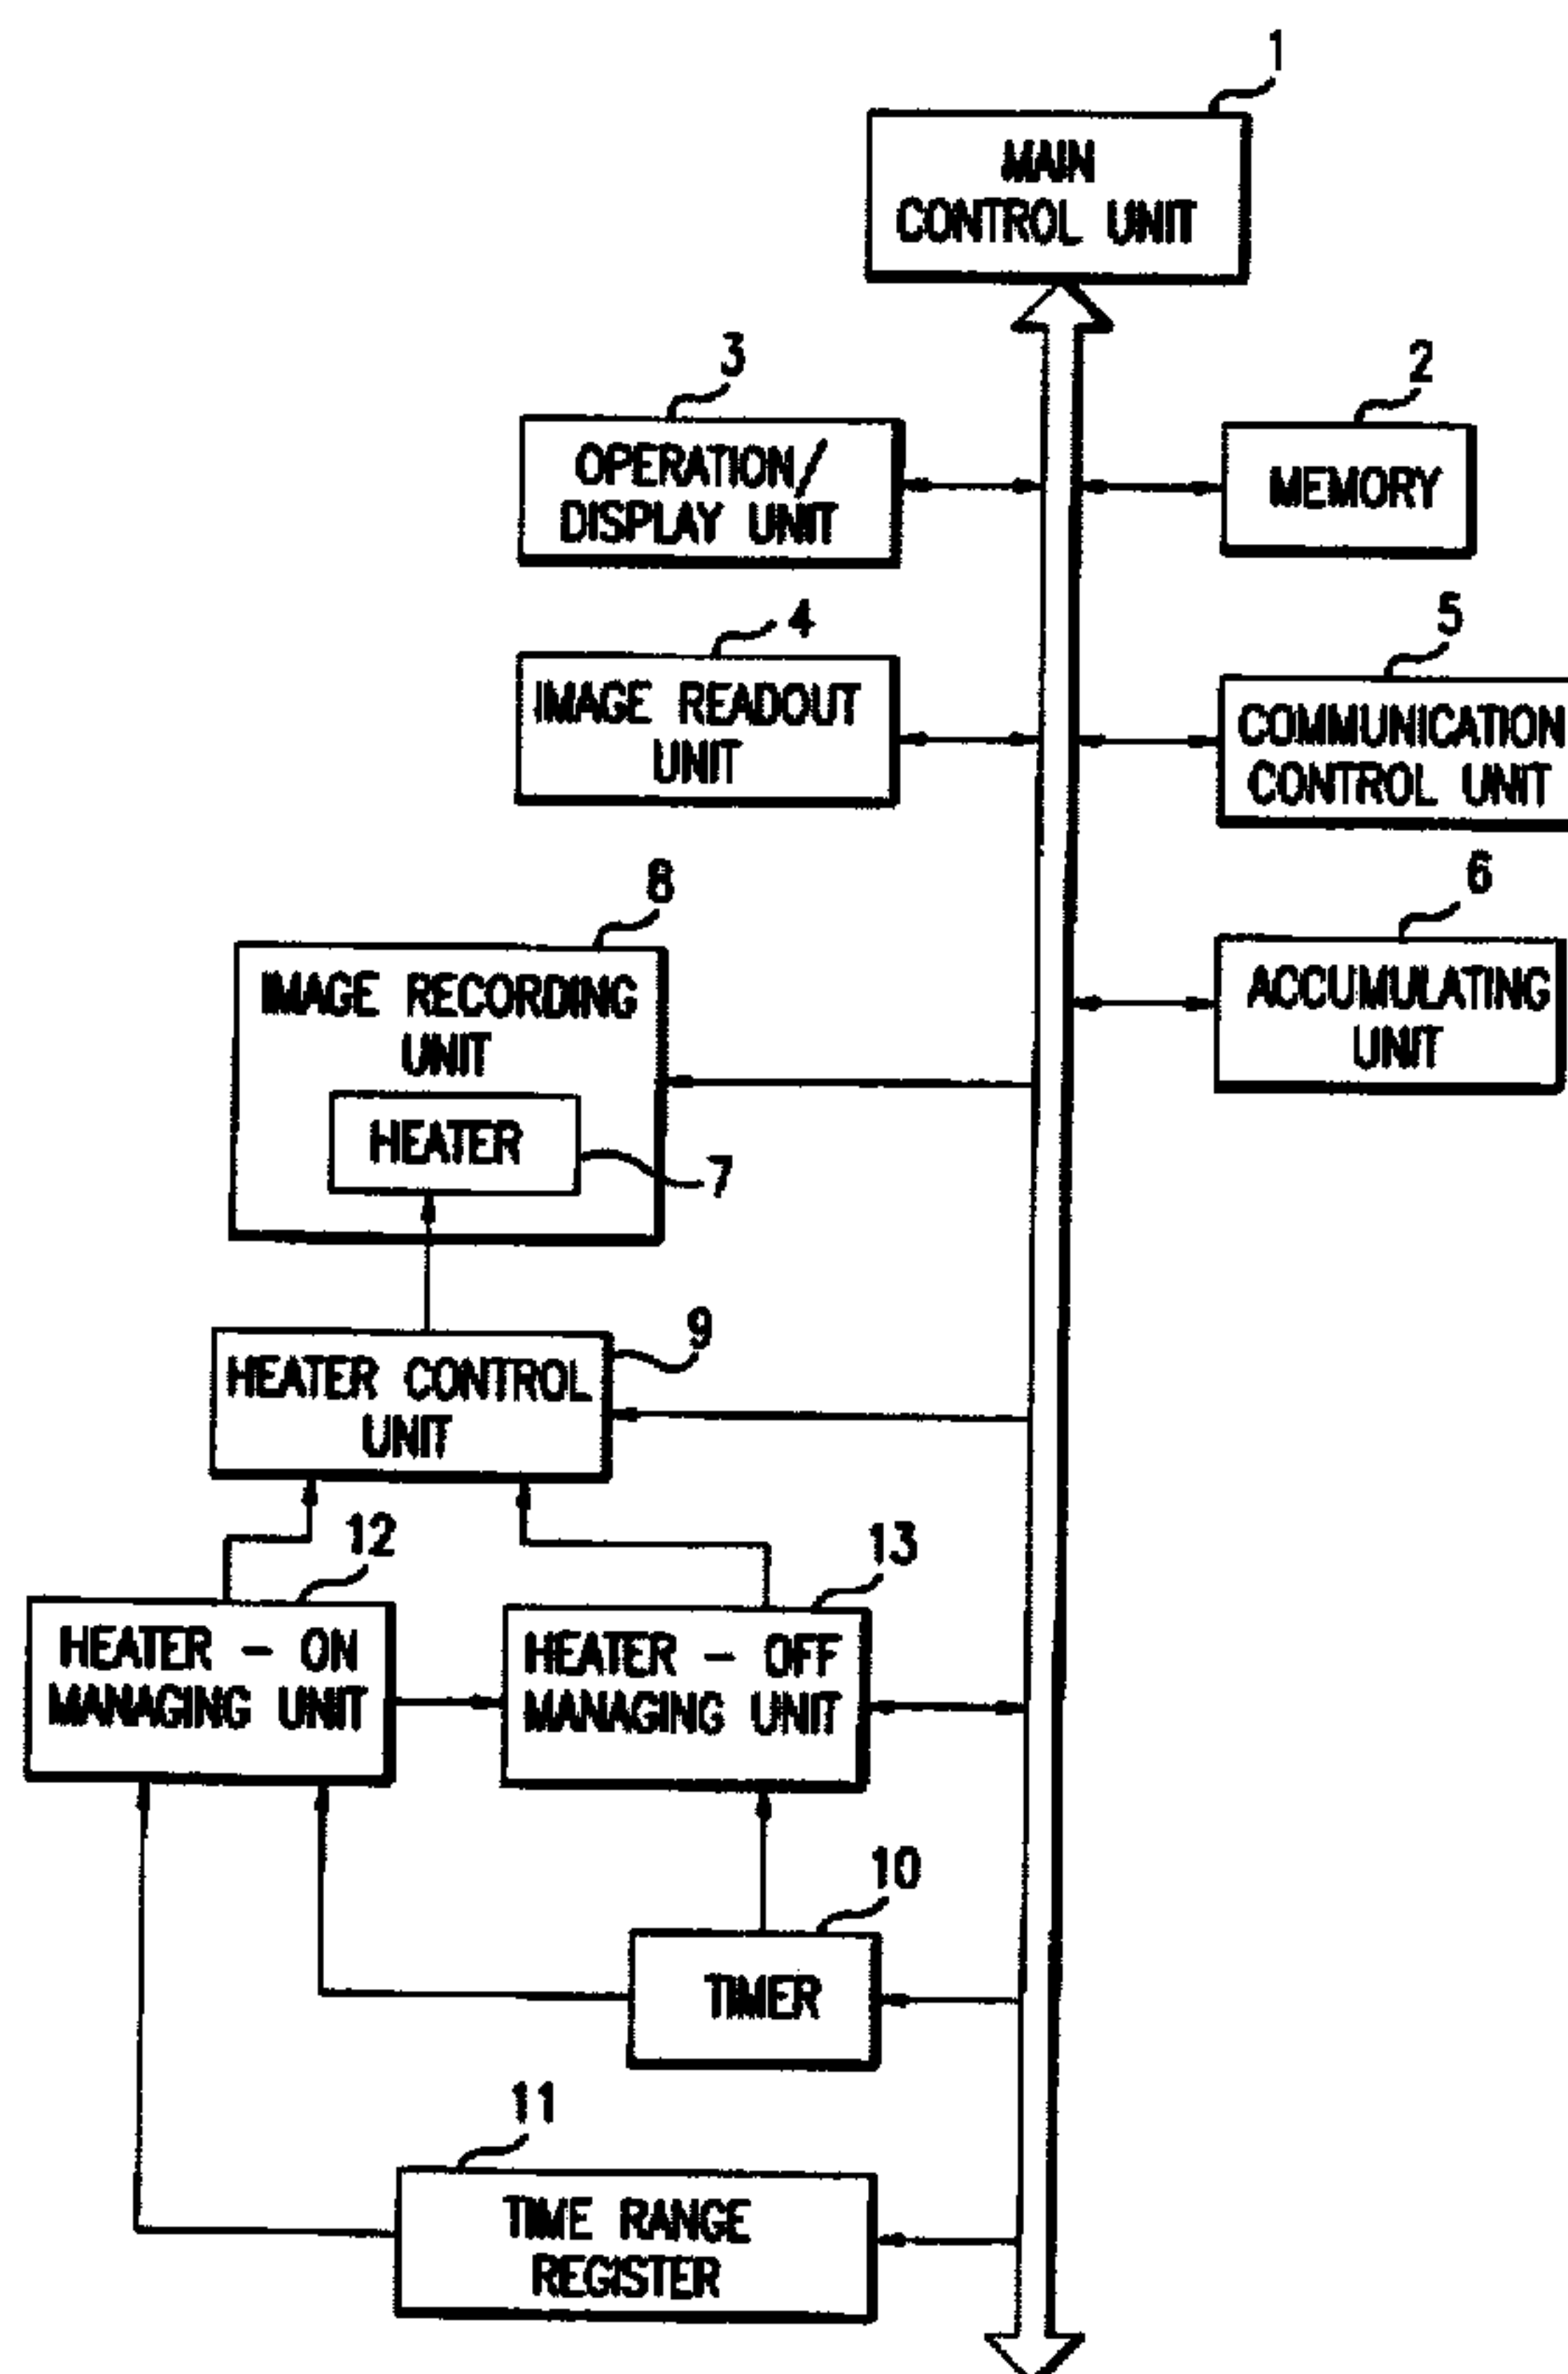 1
MAIN
CONTROL UNIT
3
OPERATION/
DISPLAY UNIT
2
MEMORY
4
IMAGE READOUT
UNIT
5
COMMUNICATION
CONTROL UNIT
8
IMAGE RECORDING
UNIT
HEATER
7
6
ACCUMULATING
UNIT
9
HEATER CONTROL
UNIT
12
HEATER - ON
MANAGING UNIT
13
HEATER - OFF
MANAGING UNIT
10
TIMER
11
TIME RANGE
REGISTER